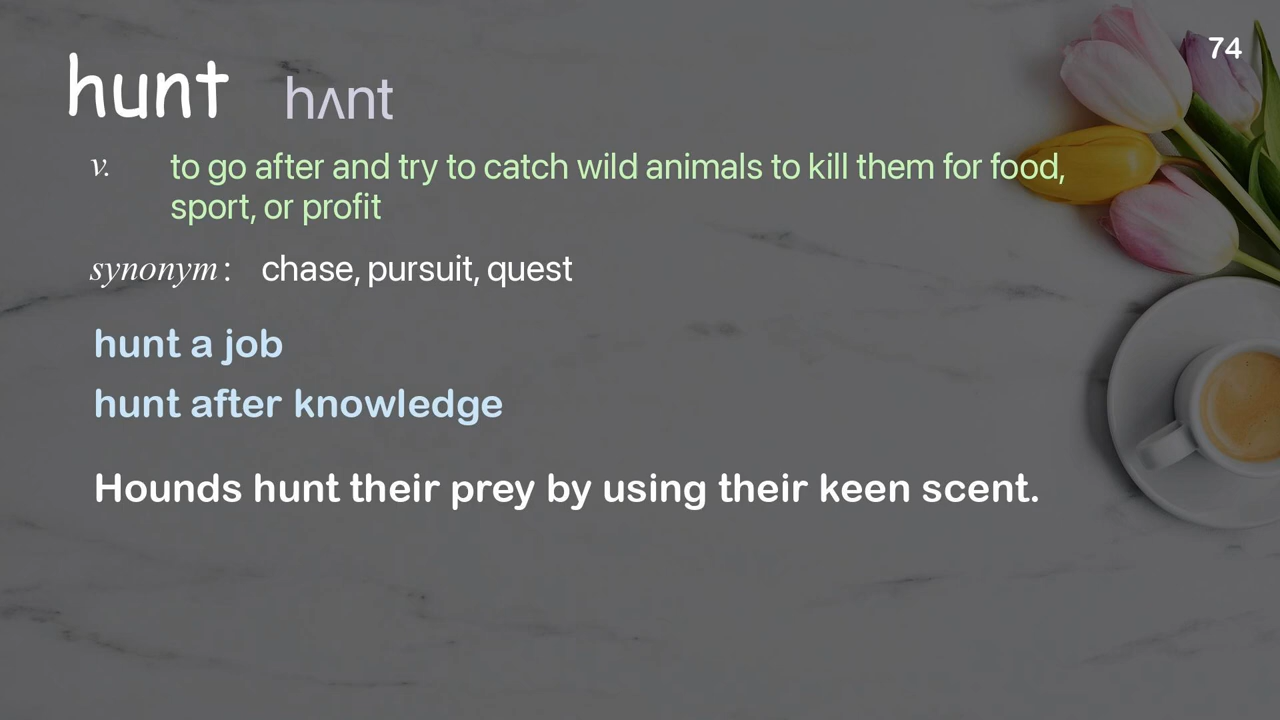 74
hunt hʌnt
v. to go after and try to catch wild animals to kill them for food,
sport, or profit
synonym: chase, pursuit, quest
hunt a job
hunt after knowledge
Hounds hunt their prey by using their keen scent.